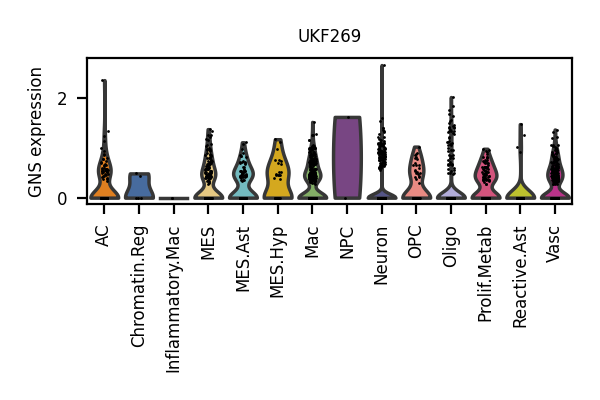 UKF269
GNS expression
2
0
AC
Chromatin.Reg
Inflammatory.Mac
MES
MES.Ast
MES.Hyp
Mac
NPC
Neuron
OPC
Oligo
Prolif.Metab
Reactive.Ast
Vasc